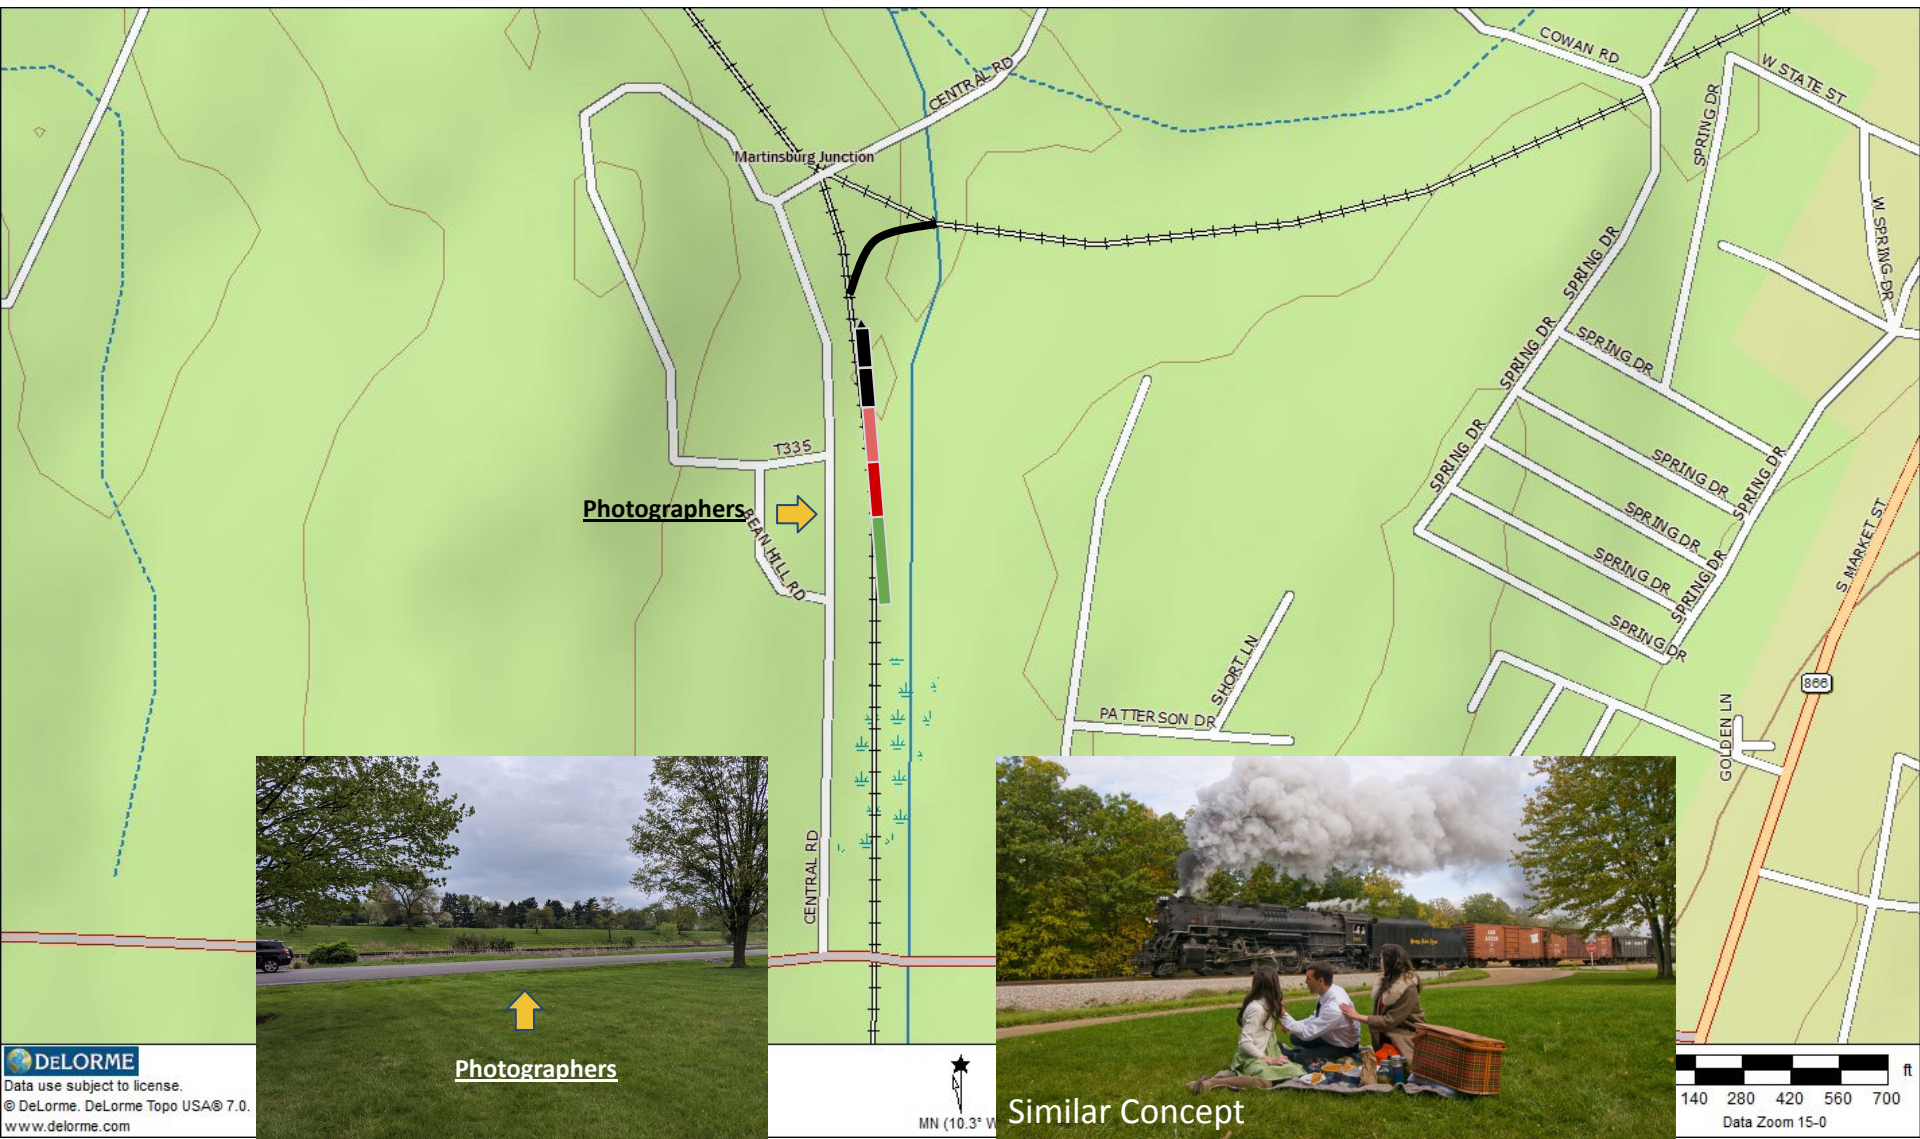 COWAN RD
W STATE ST
CENTRAL RD
SPRING DR
Martinsburg Junction
W SPRING DR
SPRING DR
SPRING DR
SPRING DR
SPRING DR
SPRING DR
SPRING DR
SPRING DR
T335
Photographers
BEAN HILL RD
SPRING DR
SPRING DR
SPRING DR
SPRING DR
S MARKET ST
SHORT LN
866
PATTERSON DR
GOLDEN LN
CENTRAL RD
Photographers
Similar Concept
DELORME
Data use subject to license.
© DeLorme. DeLorme Topo USA® 7.0.
www.delorme.com
MN (10.3° W
ft
140 280 420 560 700
Data Zoom 15-0